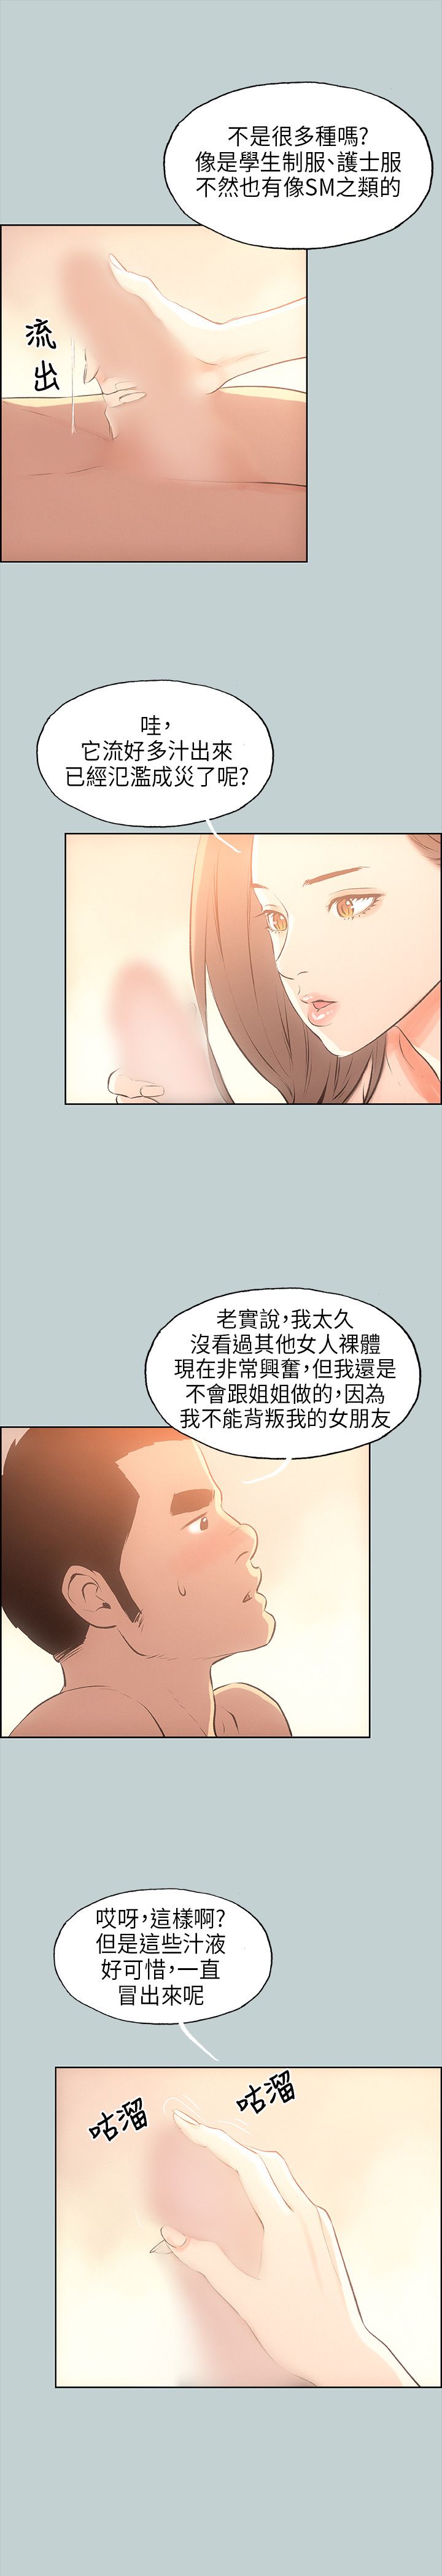 不是很多種嗎?
像是學生制服、護士服
不然也有像SM之類的
流
出
哇,
它流好多汁出來
已經氾濫成災了呢?
老實說,我太久
沒看過其他女人裸體
現在非常興奮,但我還是
不會跟姐姐做的,因為
我不能背叛我的女朋友
哎呀,這樣啊?
但是這些汁液
好可惜,一直
冒出來呢
咕溜
咕溜